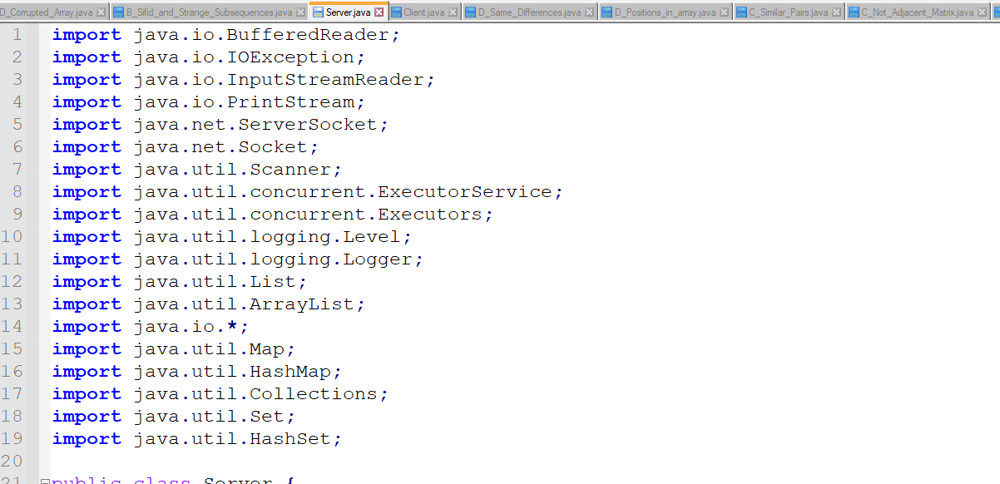 D_Corrupted_Array.java B_Sifid_and_Strange_Subsequences.java Server.java Client.java D_Same_Differences.java D_Positions_in_array.java C_Similar_Pairs.java C_Not_Adjacent_Matrix.java
1 import java.io.BufferedReader;
2 import java.io.IOException;
3 import java.io.InputStreamReader;
4 import java.io.PrintStream;
5 import java.net.ServerSocket;
6 import java.net.Socket;
7 import java.util.Scanner;
8 import java.util.concurrent.ExecutorService;
9 import java.util.concurrent.Executors;
10 import java.util.logging.Level;
11 import java.util.logging.Logger;
12 import java.util.List;
13 import java.util.ArrayList;
14 import java.io.*;
15 import java.util.Map;
16 import java.util.HashMap;
17 import java.util.Collections;
18 import java.util.Set;
19 import java.util.HashSet;
20
21 public class Server {